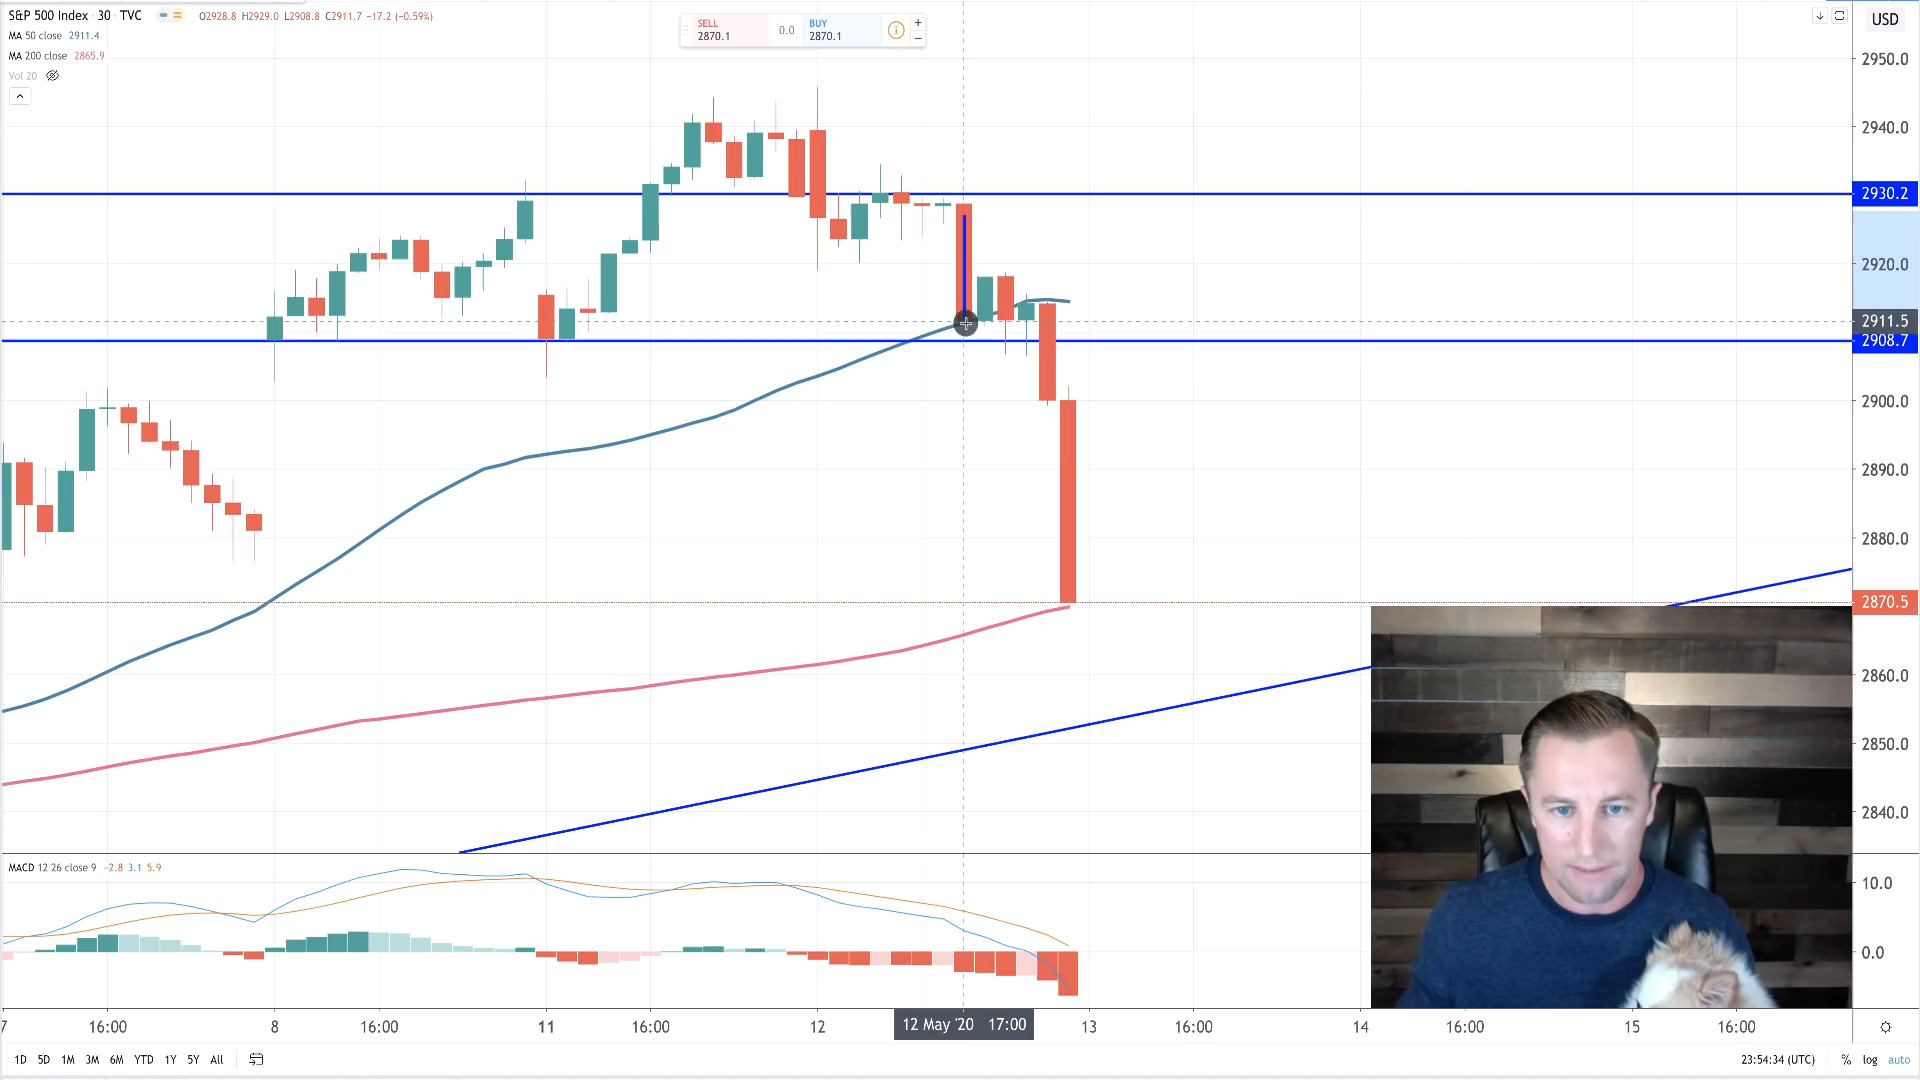 S&P 500 Index · 30 · TVC O2928.8 H2929.0 L2908.8 C2911.7 −17.2 (−0.59%)
MA 50 close 2911.4
MA 200 close 2865.9
Vol 20
SELL
2870.1
0.0
BUY
2870.1
USD
2950.0
2940.0
2930.2
2920.0
2911.5
2908.7
2900.0
2890.0
2880.0
2870.5
2860.0
2850.0
2840.0
MACD 12 26 close 9 −2.8 3.1 5.9
10.0
0.0
7 16:00 8 16:00 11 16:00 12 12 May '20 17:00 13 16:00 14 16:00 15 16:00
1D 5D 1M 3M 6M YTD 1Y 5Y All 23:54:34 (UTC) % log auto